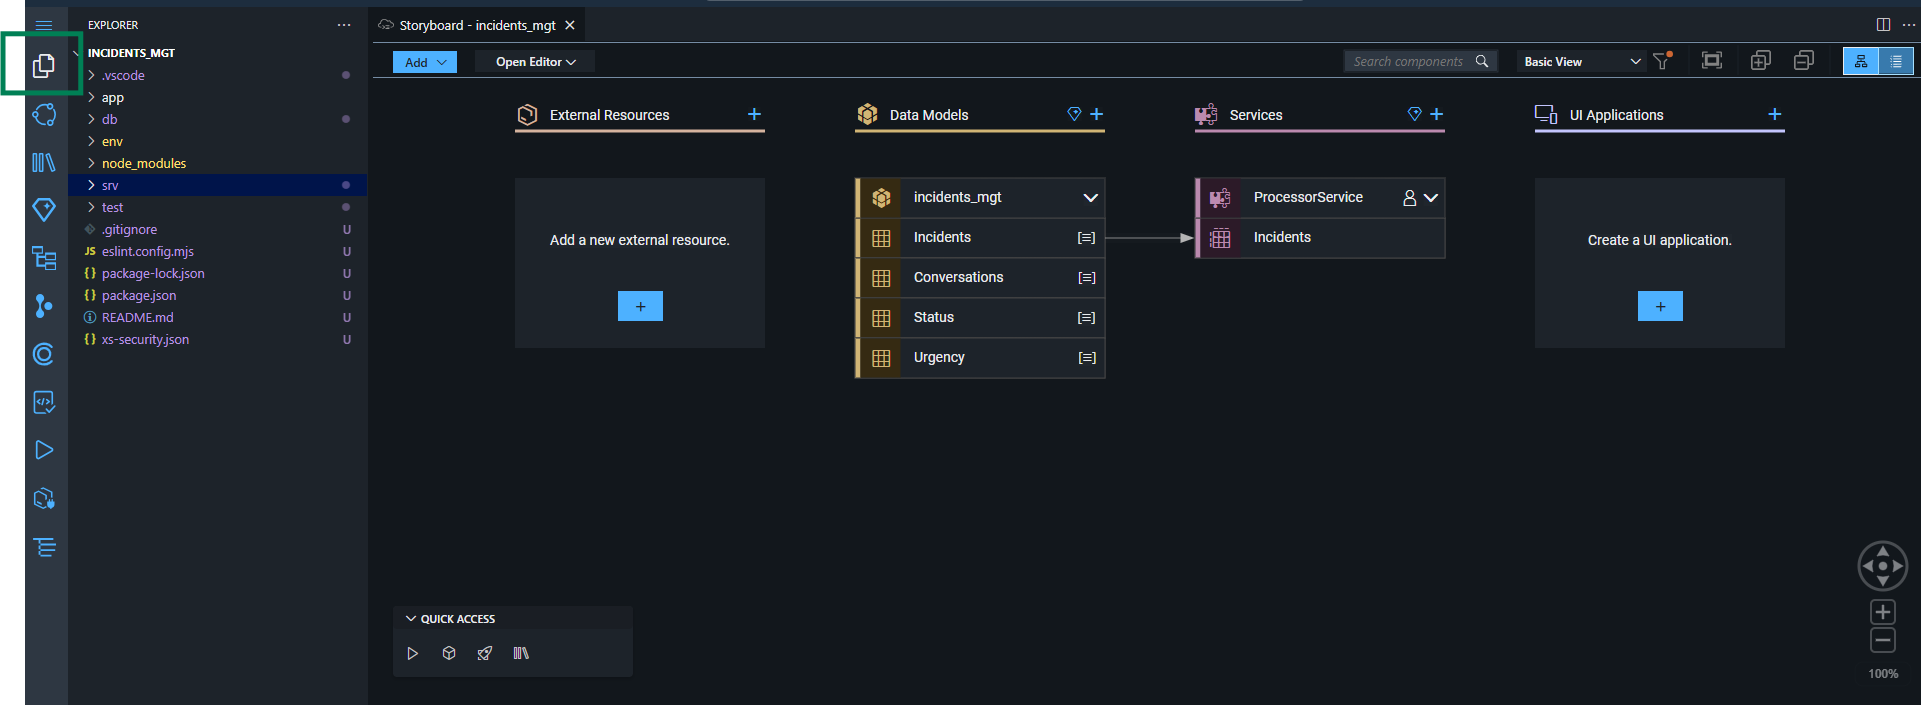 EXPLORER
INCIDENTS_MGT
.vscode
app
db
env
node_modules
srv
test
.gitignore U
JS eslint.config.mjs U
{} package-lock.json U
{} package.json U
README.md U
{} xs-security.json U
Storyboard - incidents_mgt
Add
Open Editor
Search components
Basic View
External Resources
Data Models
Services
UI Applications
Add a new external resource.
+
incidents_mgt
Incidents
Conversations
Status
Urgency
ProcessorService
Incidents
Create a UI application.
+
QUICK ACCESS
100%